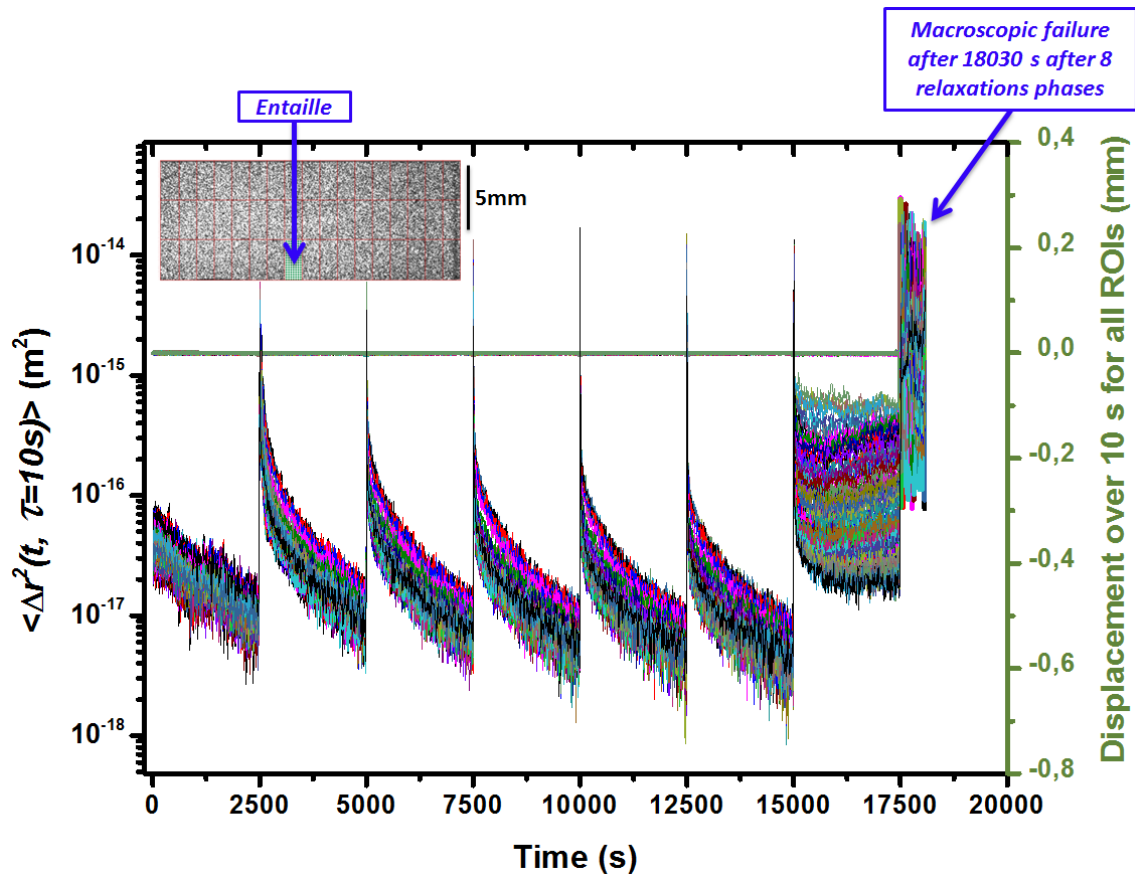 Macroscopic failure
after 18030 s after 8
relaxations phases
Entaille
5mm
<Δr²(t, τ=10s)> (m²)
10⁻¹⁴
10⁻¹⁵
10⁻¹⁶
10⁻¹⁷
10⁻¹⁸
0,4
0,2
0,0
-0,2
-0,4
-0,6
-0,8
Displacement over 10 s for all ROIs (mm)
0
2500
5000
7500
10000
12500
15000
17500
20000
Time (s)